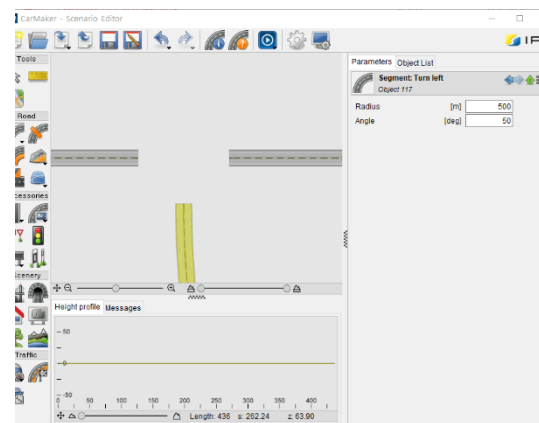 CarMaker - Scenario Editor
Tools
Parameters Object List
Segment: Turn left
Object 117
Radius [m] 500
Angle [deg] 50
Road
cessories
Scenery
Traffic
Height profile Messages
50
0
-50
0 50 100 150 200 250 300 350 400
Length: 436 s: 262.24 z: 63.90